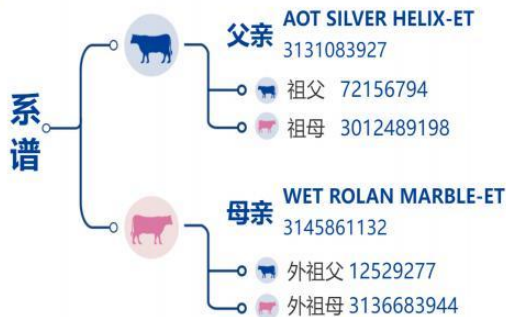 系谱
父亲 AOT SILVER HELIX-ET
3131083927
祖父 72156794
祖母 3012489198
母亲 WET ROLAN MARBLE-ET
3145861132
外祖父 12529277
外祖母 3136683944